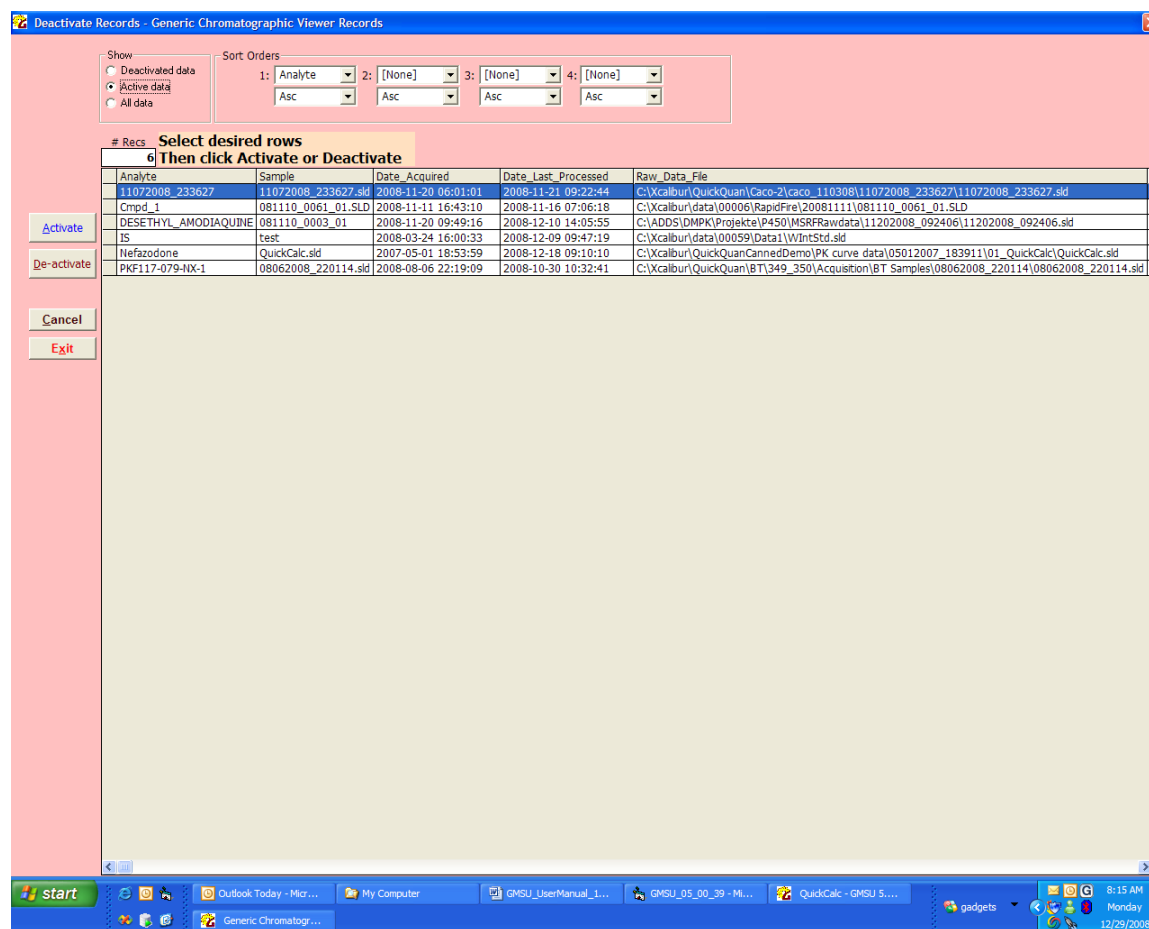 Deactivate Records - Generic Chromatographic Viewer Records
Show
Deactivated data
Active data
All data
Sort Orders
1: Analyte 2: [None] 3: [None] 4: [None]
Asc Asc Asc Asc
# Recs Select desired rows
6 Then click Activate or Deactivate
Analyte Sample Date_Acquired Date_Last_Processed Raw_Data_File
11072008_233627 11072008_233627.sld 2008-11-20 06:01:01 2008-11-21 09:22:44 C:\Xcalibur\QuickQuan\Caco-2\caco_110308\11072008_233627\11072008_233627.sld
Cmpd_1 081110_0061_01.SLD 2008-11-11 16:43:10 2008-11-16 07:06:18 C:\Xcalibur\data\00006\RapidFire\20081111\081110_0061_01.SLD
DESETHYL_AMODIAQUINE 081110_0003_01 2008-11-20 09:49:16 2008-12-10 14:05:55 C:\ADDS\DMPK\Projekte\P450\MSRFRawdata\11202008_092406\11202008_092406.sld
IS test 2008-03-24 16:00:33 2008-12-09 09:47:19 C:\Xcalibur\data\00059\Data1\WIntStd.sld
Nefazodone QuickCalc.sld 2007-05-01 18:53:59 2008-12-18 09:10:10 C:\Xcalibur\QuickQuanCannedDemo\PK curve data\05012007_183911\01_QuickCalc\QuickCalc.sld
PKF117-079-NX-1 08062008_220114.sld 2008-08-06 22:19:09 2008-10-30 10:32:41 C:\Xcalibur\QuickQuan\BT\349_350\Acquisition\BT Samples\08062008_220114\08062008_220114.sld
Activate
De-activate
Cancel
Exit
start
Outlook Today - Micr...
My Computer
GMSU_UserManual_1...
GMSU_05_00_39 - Mi...
QuickCalc - GMSU 5....
Generic Chromatogr...
gadgets
8:15 AM
Monday
12/29/2008